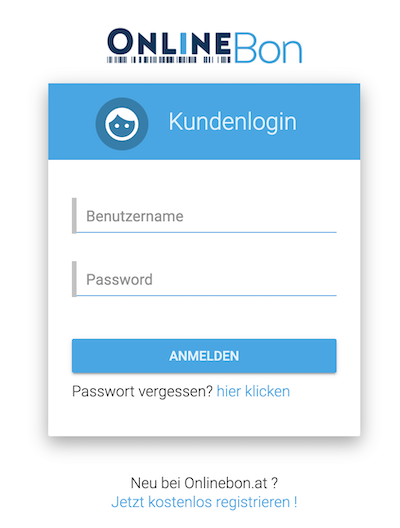 ONLINEBon
Kundenlogin
Benutzername
Password
ANMELDEN
Passwort vergessen? hier klicken
Neu bei Onlinebon.at ?
Jetzt kostenlos registrieren !